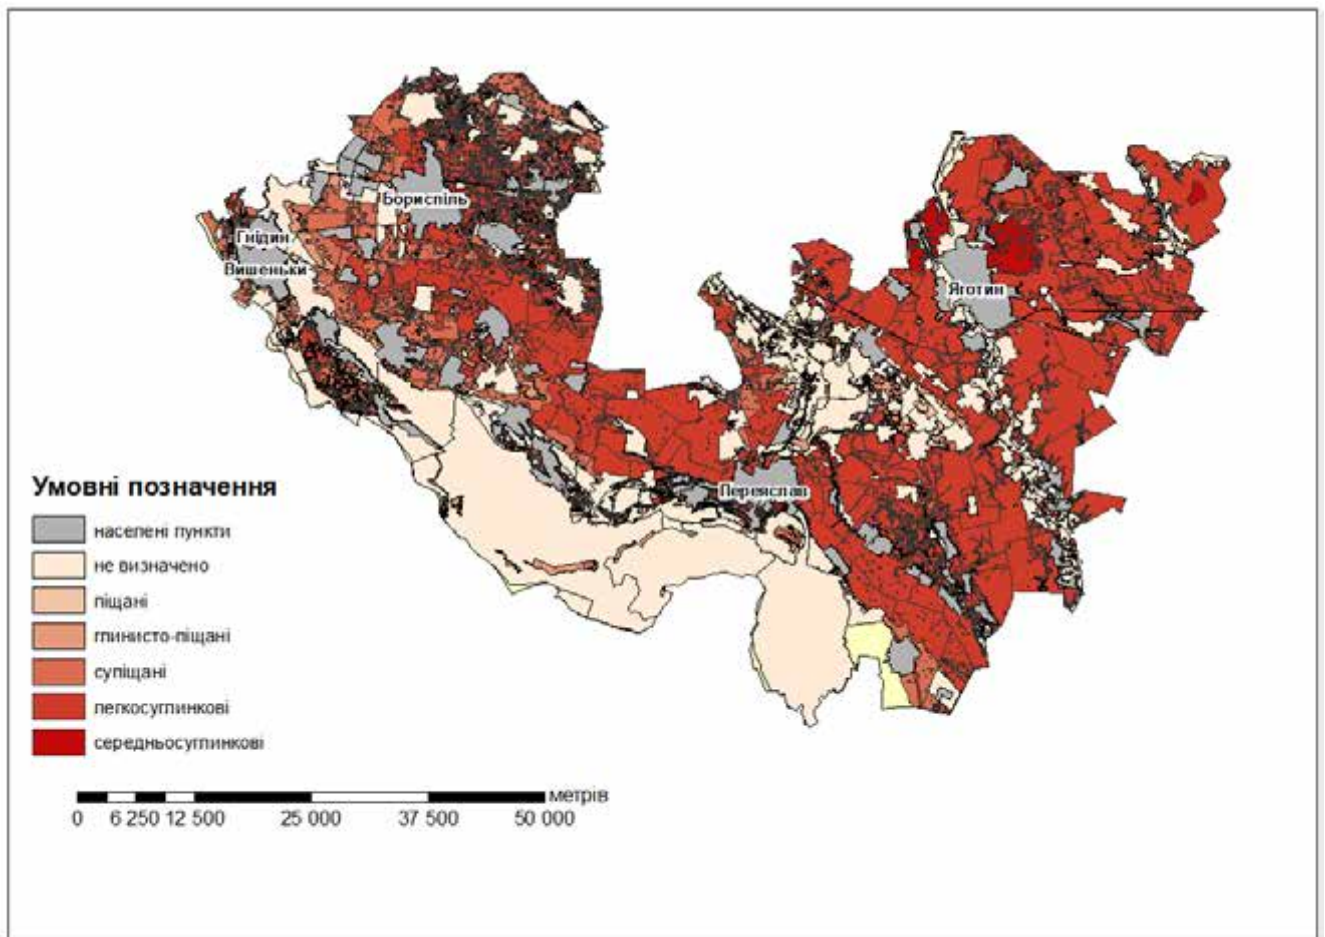 Бориспіль
Гнідин
Вишеньки
Яготин
Переяслав
Умовні позначення
населені пункти
не визначено
піщані
глинисто-піщані
супіщані
легкосуглинкові
середньосуглинкові
метрів
0 6 250 12 500 25 000 37 500 50 000